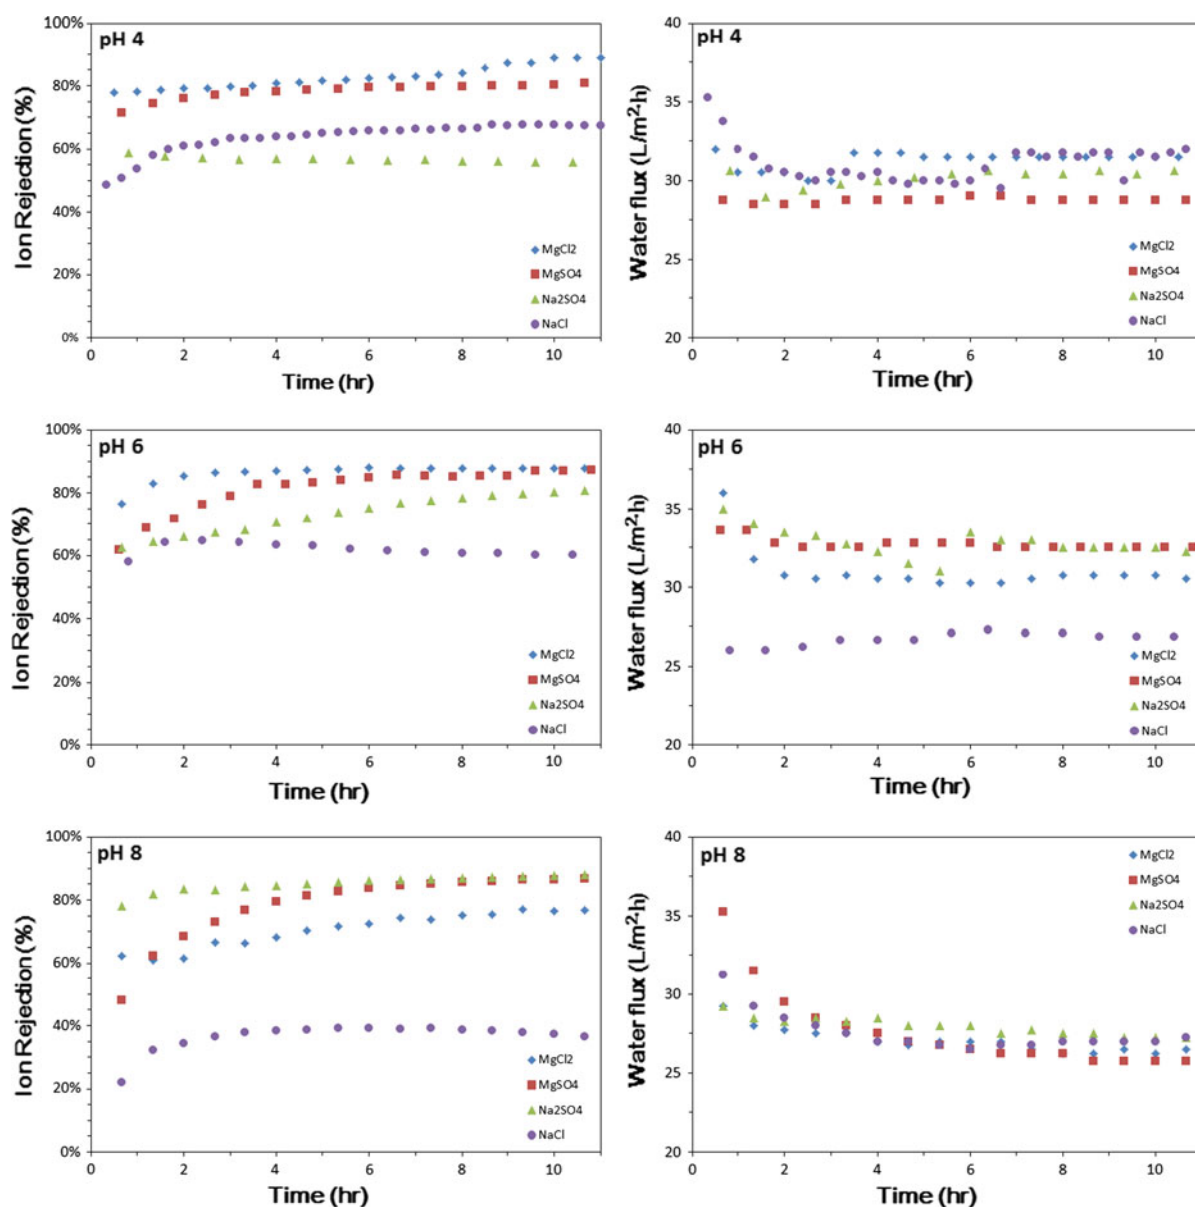 pH 4
Ion Rejection (%)
100%
80%
60%
40%
20%
0%
MgCl2
MgSO4
Na2SO4
NaCl
0 2 4 6 8 10
Time (hr)
pH 4
Water flux (L/m²·h)
40
35
30
25
20
MgCl2
MgSO4
Na2SO4
NaCl
0 2 4 6 8 10
Time (hr)
pH 6
Ion Rejection (%)
100%
80%
60%
40%
20%
0%
MgCl2
MgSO4
Na2SO4
NaCl
0 2 4 6 8 10
Time (hr)
pH 6
Water flux (L/m²·h)
40
35
30
25
20
MgCl2
MgSO4
Na2SO4
NaCl
0 2 4 6 8 10
Time (hr)
pH 8
Ion Rejection (%)
100%
80%
60%
40%
20%
0%
MgCl2
MgSO4
Na2SO4
NaCl
0 2 4 6 8 10
Time (hr)
pH 8
Water flux (L/m²·h)
40
35
30
25
20
MgCl2
MgSO4
Na2SO4
NaCl
0 2 4 6 8 10
Time (hr)